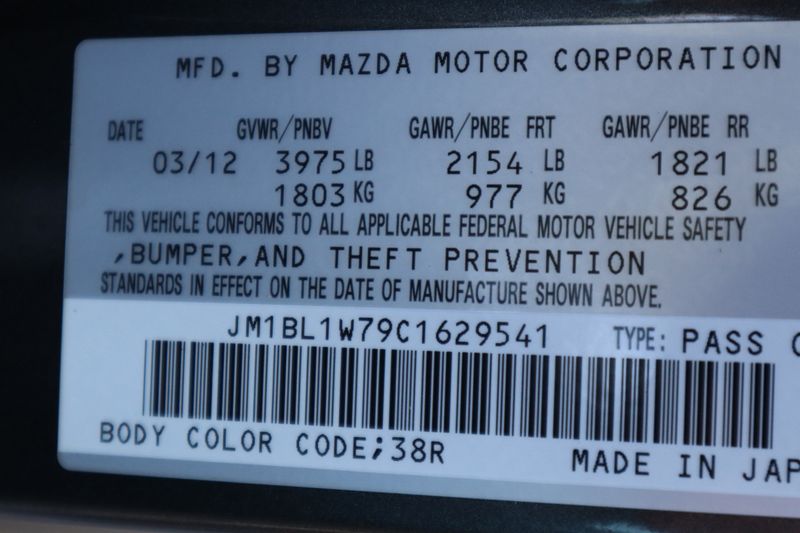 MFD. BY MAZDA MOTOR CORPORATION
DATE GVWR/PNBV GAWR/PNBE FRT GAWR/PNBE RR
03/12 3975 LB 2154 LB 1821 LB
1803 KG 977 KG 826 KG
THIS VEHICLE CONFORMS TO ALL APPLICABLE FEDERAL MOTOR VEHICLE SAFETY
,BUMPER,AND THEFT PREVENTION
STANDARDS IN EFFECT ON THE DATE OF MANUFACTURE SHOWN ABOVE.
JM1BL1W79C1629541 TYPE: PASS C
BODY COLOR CODE;38R
MADE IN JAP